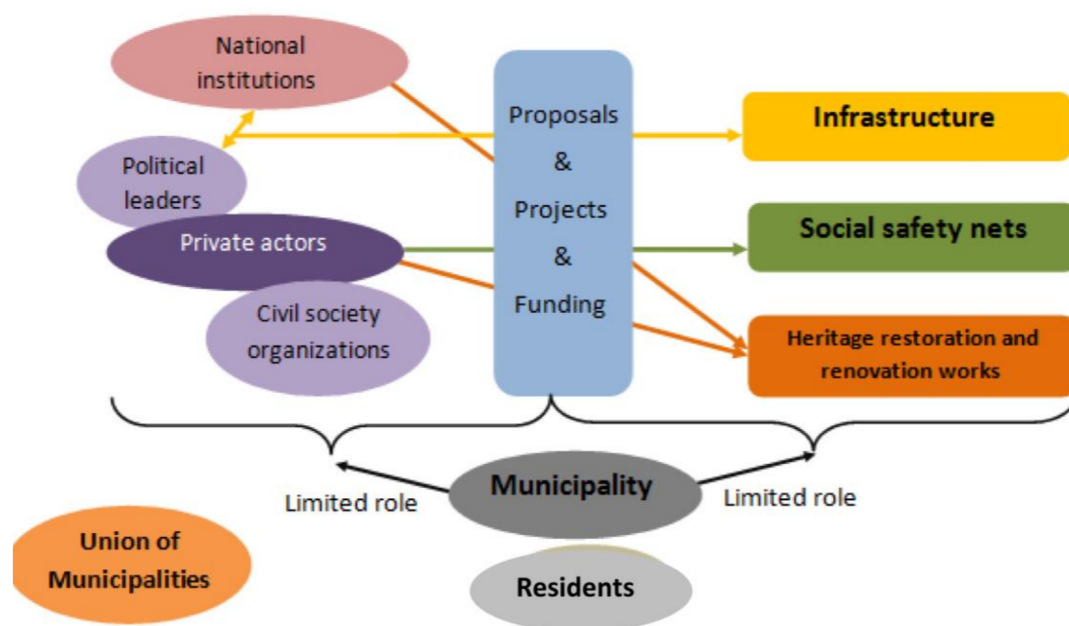 National
institutions
Political
leaders
Private actors
Civil society
organizations
Proposals
&
Projects
&
Funding
Infrastructure
Social safety nets
Heritage restoration and
renovation works
Limited role
Municipality
Limited role
Union of
Municipalities
Residents